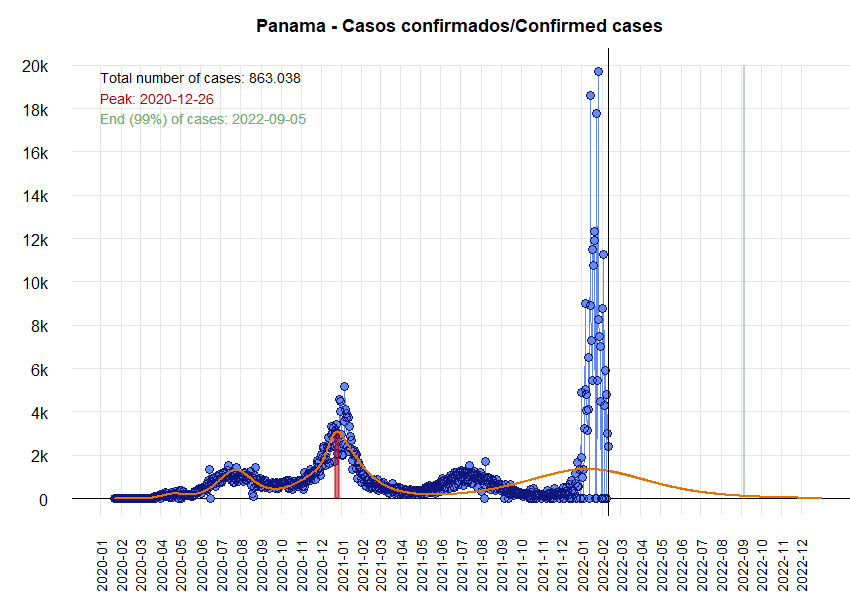 Panama - Casos confirmados/Confirmed cases
Total number of cases: 863.038
Peak: 2020-12-26
End (99%) of cases: 2022-09-05
20k
18k
16k
14k
12k
10k
8k
6k
4k
2k
0
2020-01
2020-02
2020-03
2020-04
2020-05
2020-06
2020-07
2020-08
2020-09
2020-10
2020-11
2020-12
2021-01
2021-02
2021-03
2021-04
2021-05
2021-06
2021-07
2021-08
2021-09
2021-10
2021-11
2021-12
2022-01
2022-02
2022-03
2022-04
2022-05
2022-06
2022-07
2022-08
2022-09
2022-10
2022-11
2022-12